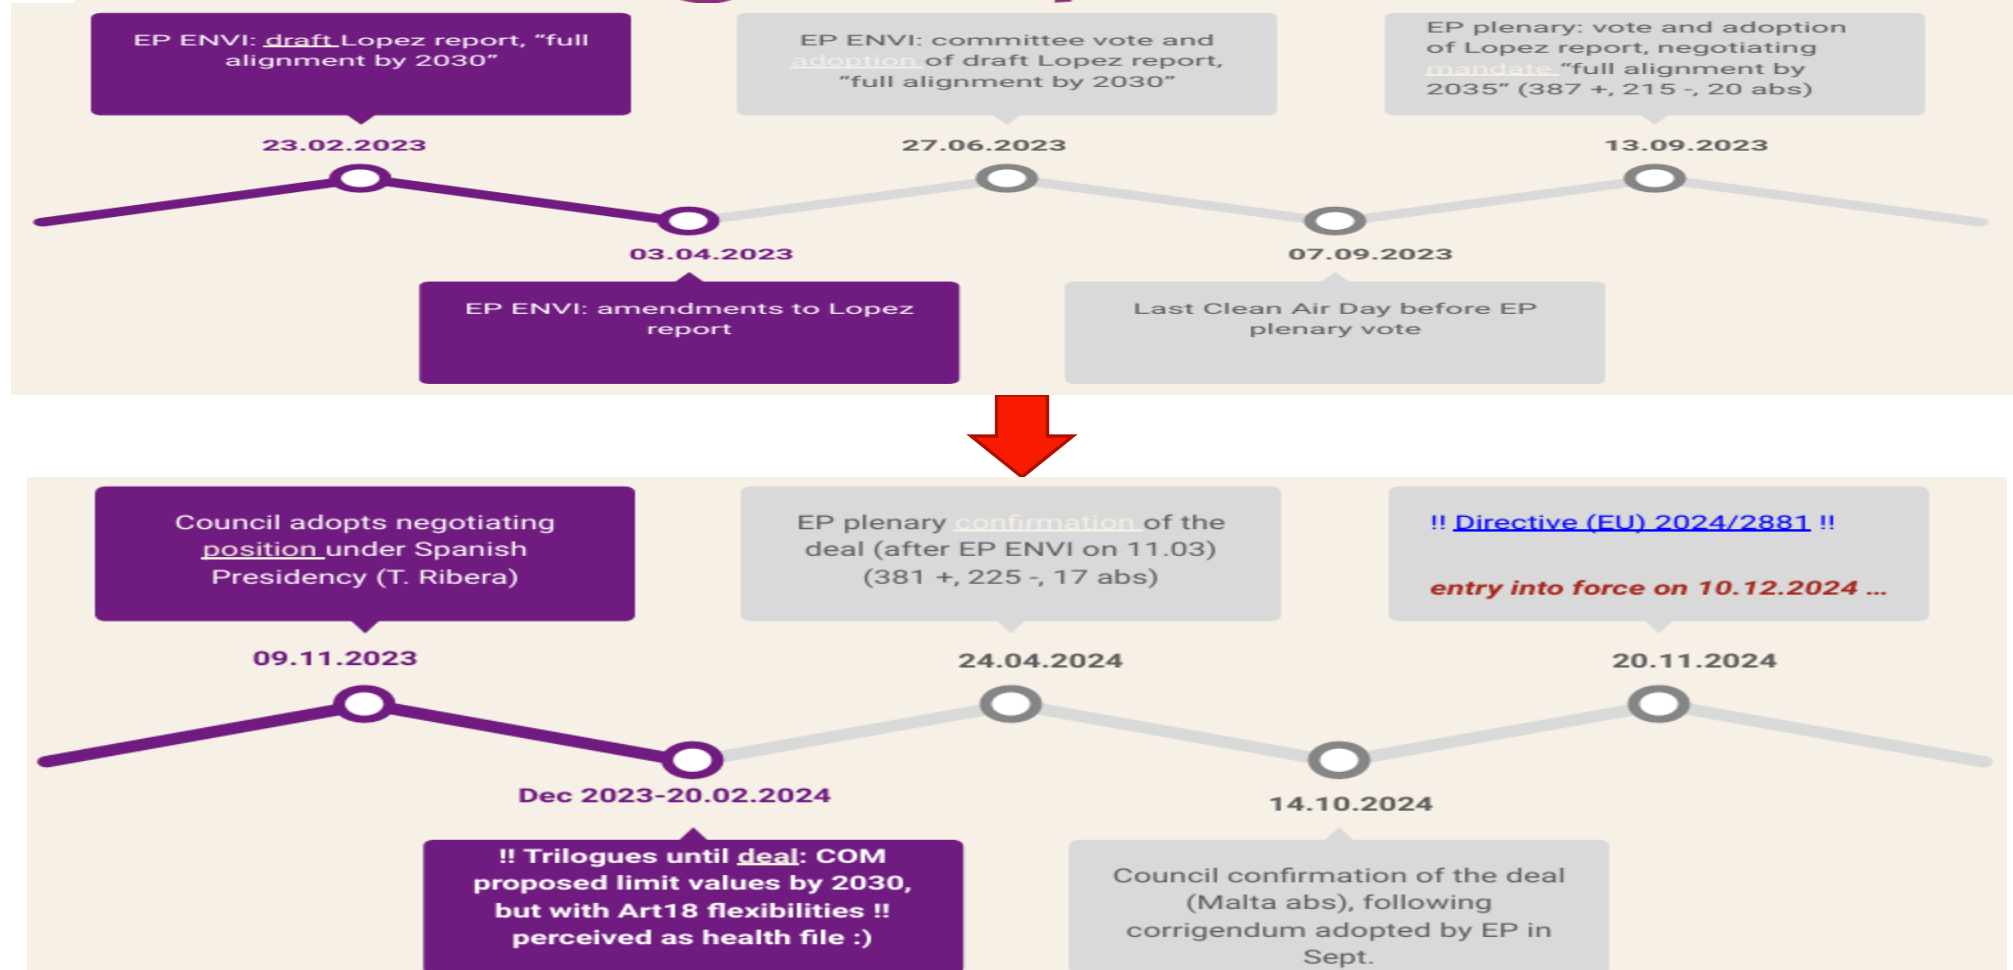 EP ENVI: draft Lopez report, “full
alignment by 2030”
EP ENVI: committee vote and
adoption of draft Lopez report,
“full alignment by 2030”
EP plenary: vote and adoption
of Lopez report, negotiating
mandate “full alignment by
2035” (387 +, 215 -, 20 abs)
23.02.2023
27.06.2023
13.09.2023
03.04.2023
07.09.2023
EP ENVI: amendments to Lopez
report
Last Clean Air Day before EP
plenary vote
Council adopts negotiating
position under Spanish
Presidency (T. Ribera)
EP plenary confirmation of the
deal (after EP ENVI on 11.03)
(381 +, 225 -, 17 abs)
!! Directive (EU) 2024/2881 !!
entry into force on 10.12.2024 ...
09.11.2023
24.04.2024
20.11.2024
Dec 2023-20.02.2024
14.10.2024
!! Trilogues until deal: COM
proposed limit values by 2030,
but with Art18 flexibilities !!
perceived as health file :)
Council confirmation of the deal
(Malta abs), following
corrigendum adopted by EP in
Sept.